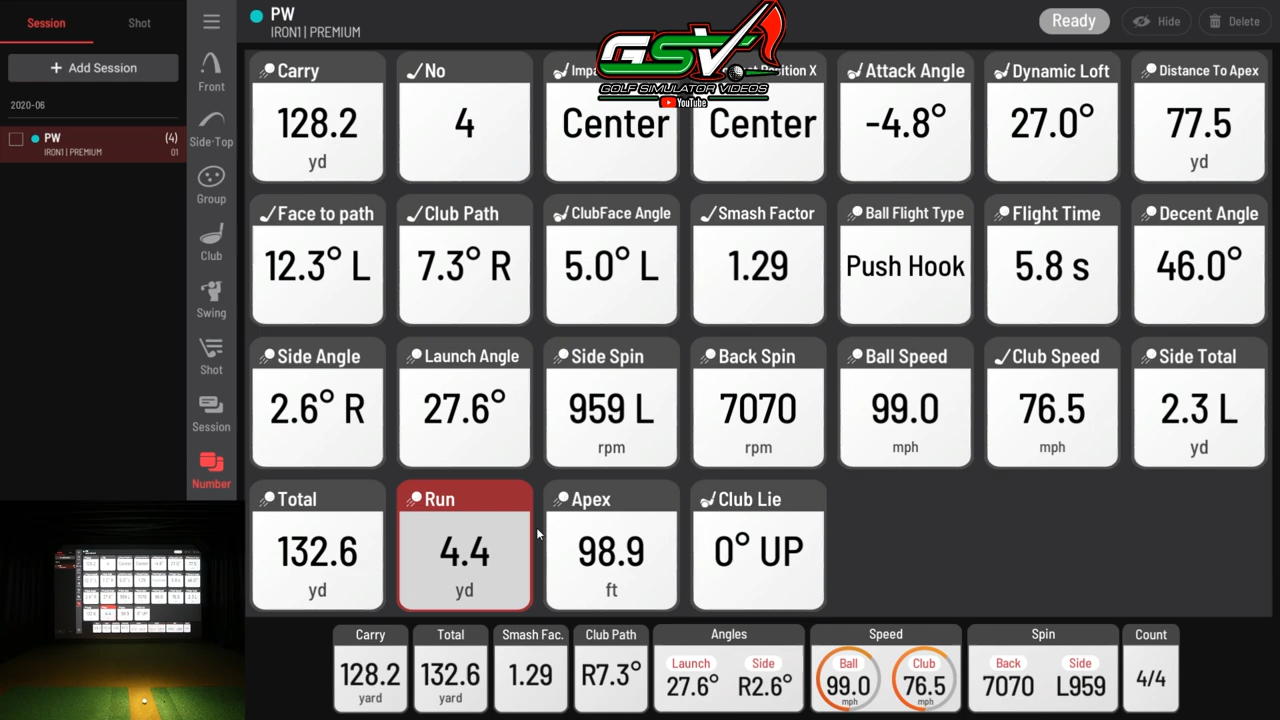 Session
Shot
+ Add Session
2020-06
PW
(4)
IRON1 | PREMIUM
01
Front
Side·Top
Group
Club
Swing
Shot
Session
Number
PW
IRON1 | PREMIUM
Ready
Hide
Delete
GSV
GOLF SIMULATOR VIDEOS
YouTube
Carry
128.2
yd
No
4
Center
Position X
Center
Attack Angle
-4.8°
Dynamic Loft
27.0°
Distance To Apex
77.5
yd
Face to path
12.3° L
Club Path
7.3° R
ClubFace Angle
5.0° L
Smash Factor
1.29
Ball Flight Type
Push Hook
Flight Time
5.8 s
Decent Angle
46.0°
Side Angle
2.6° R
Launch Angle
27.6°
Side Spin
959 L
rpm
Back Spin
7070
rpm
Ball Speed
99.0
mph
Club Speed
76.5
mph
Side Total
2.3 L
yd
Total
132.6
yd
Run
4.4
yd
Apex
98.9
ft
Club Lie
0° UP
Carry
128.2
yard
Total
132.6
yard
Smash Fac.
1.29
Club Path
R7.3°
Angles
Launch
27.6°
Side
R2.6°
Speed
Ball
99.0
mph
Club
76.5
mph
Spin
Back
7070
Side
L959
Count
4/4